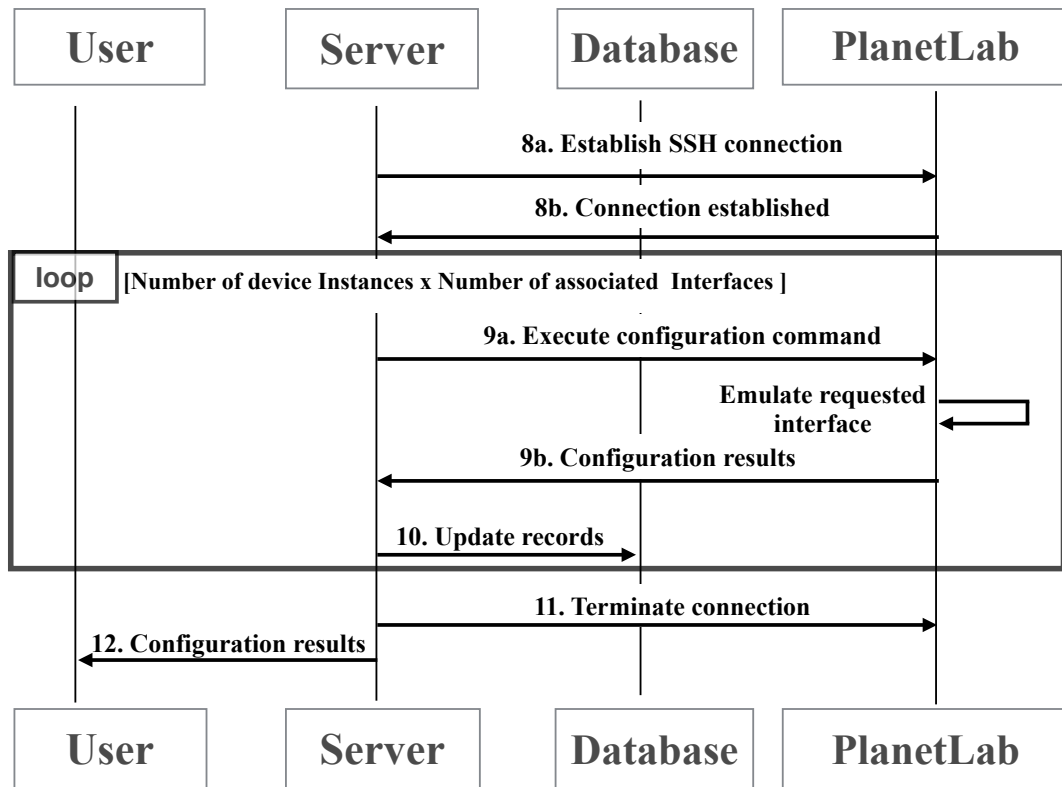 User Server Database PlanetLab
8a. Establish SSH connection
8b. Connection established
loop [Number of device Instances x Number of associated Interfaces ]
9a. Execute configuration command
Emulate requested
interface
9b. Configuration results
10. Update records
11. Terminate connection
12. Configuration results
User Server Database PlanetLab